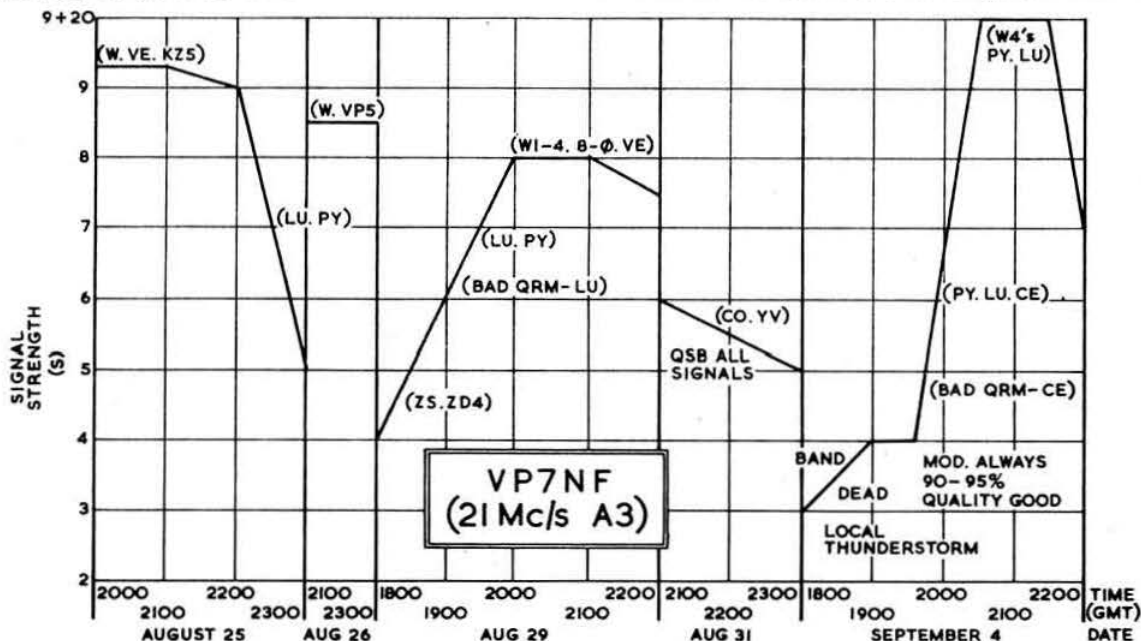 9+20
9
8
7
6
5
4
3
2
SIGNAL
STRENGTH
(S)
(W. VE. KZ5)
(LU. PY)
(W. VP5)
(W1-4. 8-Ø. VE)
(LU. PY)
(BAD QRM-LU)
(ZS. ZD4)
(CO. YV)
QSB ALL
SIGNALS
(W4's
PY. LU)
(PY. LU. CE)
(BAD QRM-CE)
BAND
DEAD
MOD. ALWAYS
90-95%
QUALITY GOOD
LOCAL
THUNDERSTORM
VP7NF
(21 Mc/s A3)
2000 2200 2200 1800 2000 2200 2100 2300 1800 2000 2200 TIME
2100 2300 2300 1900 2100 2200 1900 2100 (GMT)
AUGUST 25 AUG 26 AUG 29 AUG 31 SEPTEMBER 4 DATE